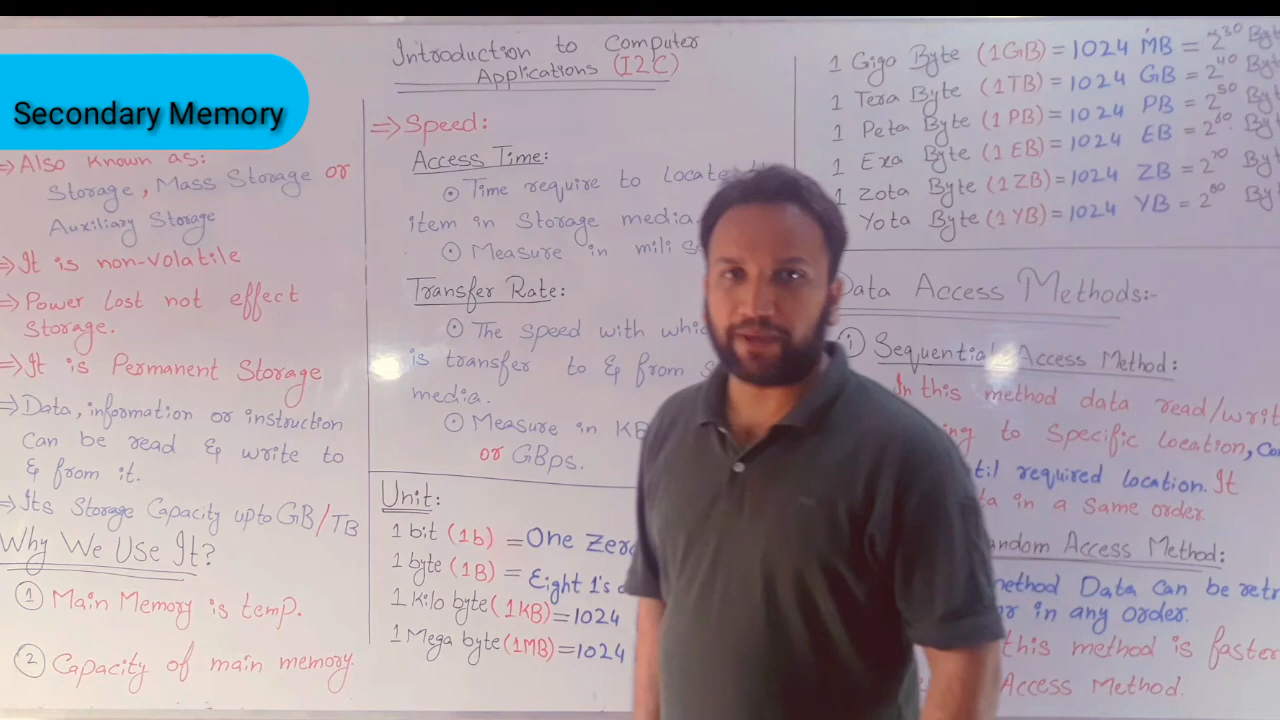 Secondary Memory
Introduction to Computer
Applications (I2C)
⇒ Also known as:
Storage, Mass Storage or
Auxiliary Storage
⇒ It is non-volatile
⇒ Power Lost not effect
Storage.
⇒ It is Permanent Storage
⇒ Data, information or instruction
Can be read & write to
& from it.
⇒ Its Storage Capacity upto GB/TB
Why We Use It?
① Main Memory is temp.
② Capacity of main memory.
⇒ Speed:
Access Time:
⊙ Time require to Locate
item in Storage media.
⊙ Measure in mili
Transfer Rate:
⊙ The speed with
is transfer to & from
media.
⊙ Measure in KB
or GBps.
Unit:
1 bit (1b) = One Zero
1 byte (1B) = Eight 1's
1 Kilo byte (1KB) = 1024
1 Mega byte (1MB) = 1024
1 Giga Byte (1GB) = 1024 MB = 2^30 Byt
1 Tera Byte (1TB) = 1024 GB = 2^40 Byt
1 Peta Byte (1PB) = 1024 PB = 2^50 Byt
1 Exa Byte (1EB) = 1024 EB = 2^60 Byt
1 Zota Byte (1ZB) = 1024 ZB = 2^70 Byt
Yota Byte (1YB) = 1024 YB = 2^80 By
Data Access Methods:-
ⓘ Sequential Access Method:
In this method data read/writ
to Specific Location,
required location. It
in a Same order.
Random Access Method:
method Data can be retr
or in any order.
this method is faster
Access Method.